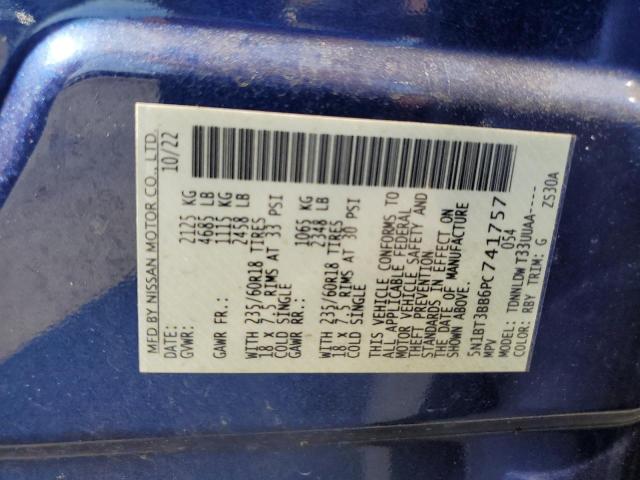 MFD BY NISSAN MOTOR CO., LTD.
DATE: 10/22
GVWR: 2125 KG
4685 LB
GAWR FR.: 1115 KG
2458 LB
WITH 235/60R18 TIRES
18 x 7.5 RIMS AT 33 PSI
COLD SINGLE
GAWR RR.: 1065 KG
2348 LB
WITH 235/60R18 TIRES
18 x 7.5 RIMS AT 30 PSI
COLD SINGLE
THIS VEHICLE CONFORMS TO
ALL APPLICABLE FEDERAL
MOTOR VEHICLE SAFETY AND
THEFT PREVENTION
STANDARDS IN EFFECT ON
THE DATE OF MANUFACTURE
SHOWN ABOVE.
5N1BT3BB6PC741757
MPV 054
MODEL: TDNNLDW T33UUAA-----
COLOR: RBY TRIM: G ZS30A